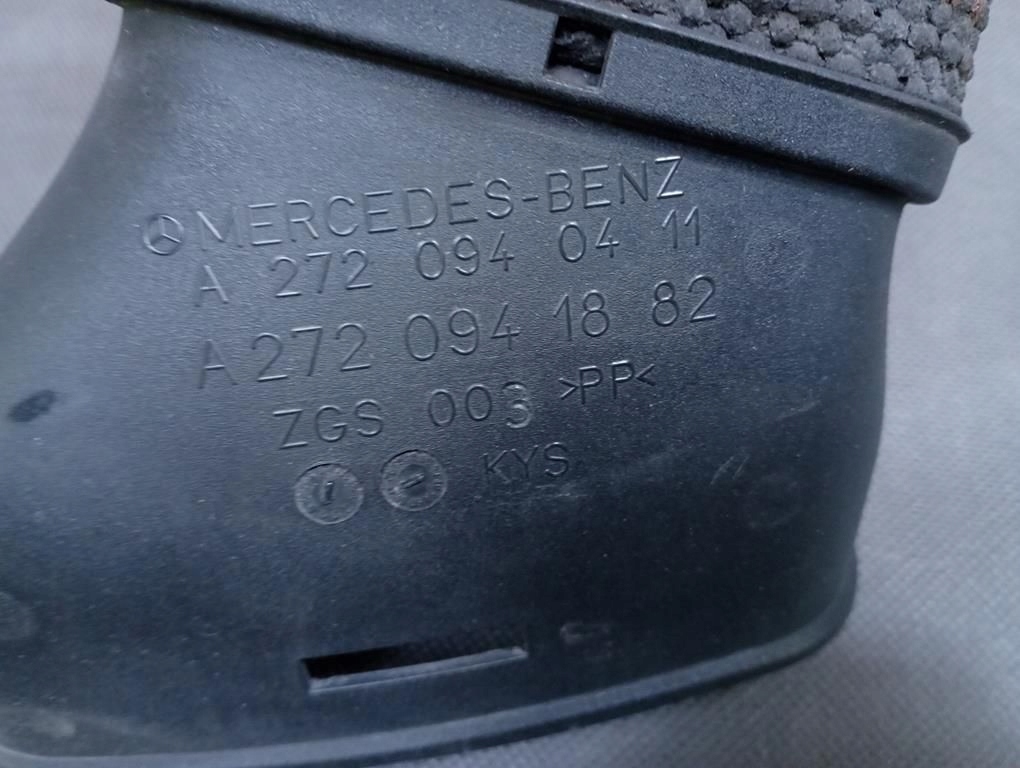 MERCEDES-BENZ
A 272 094 04 11
A 272 094 18 82
ZGS 003 >PP<
KYS